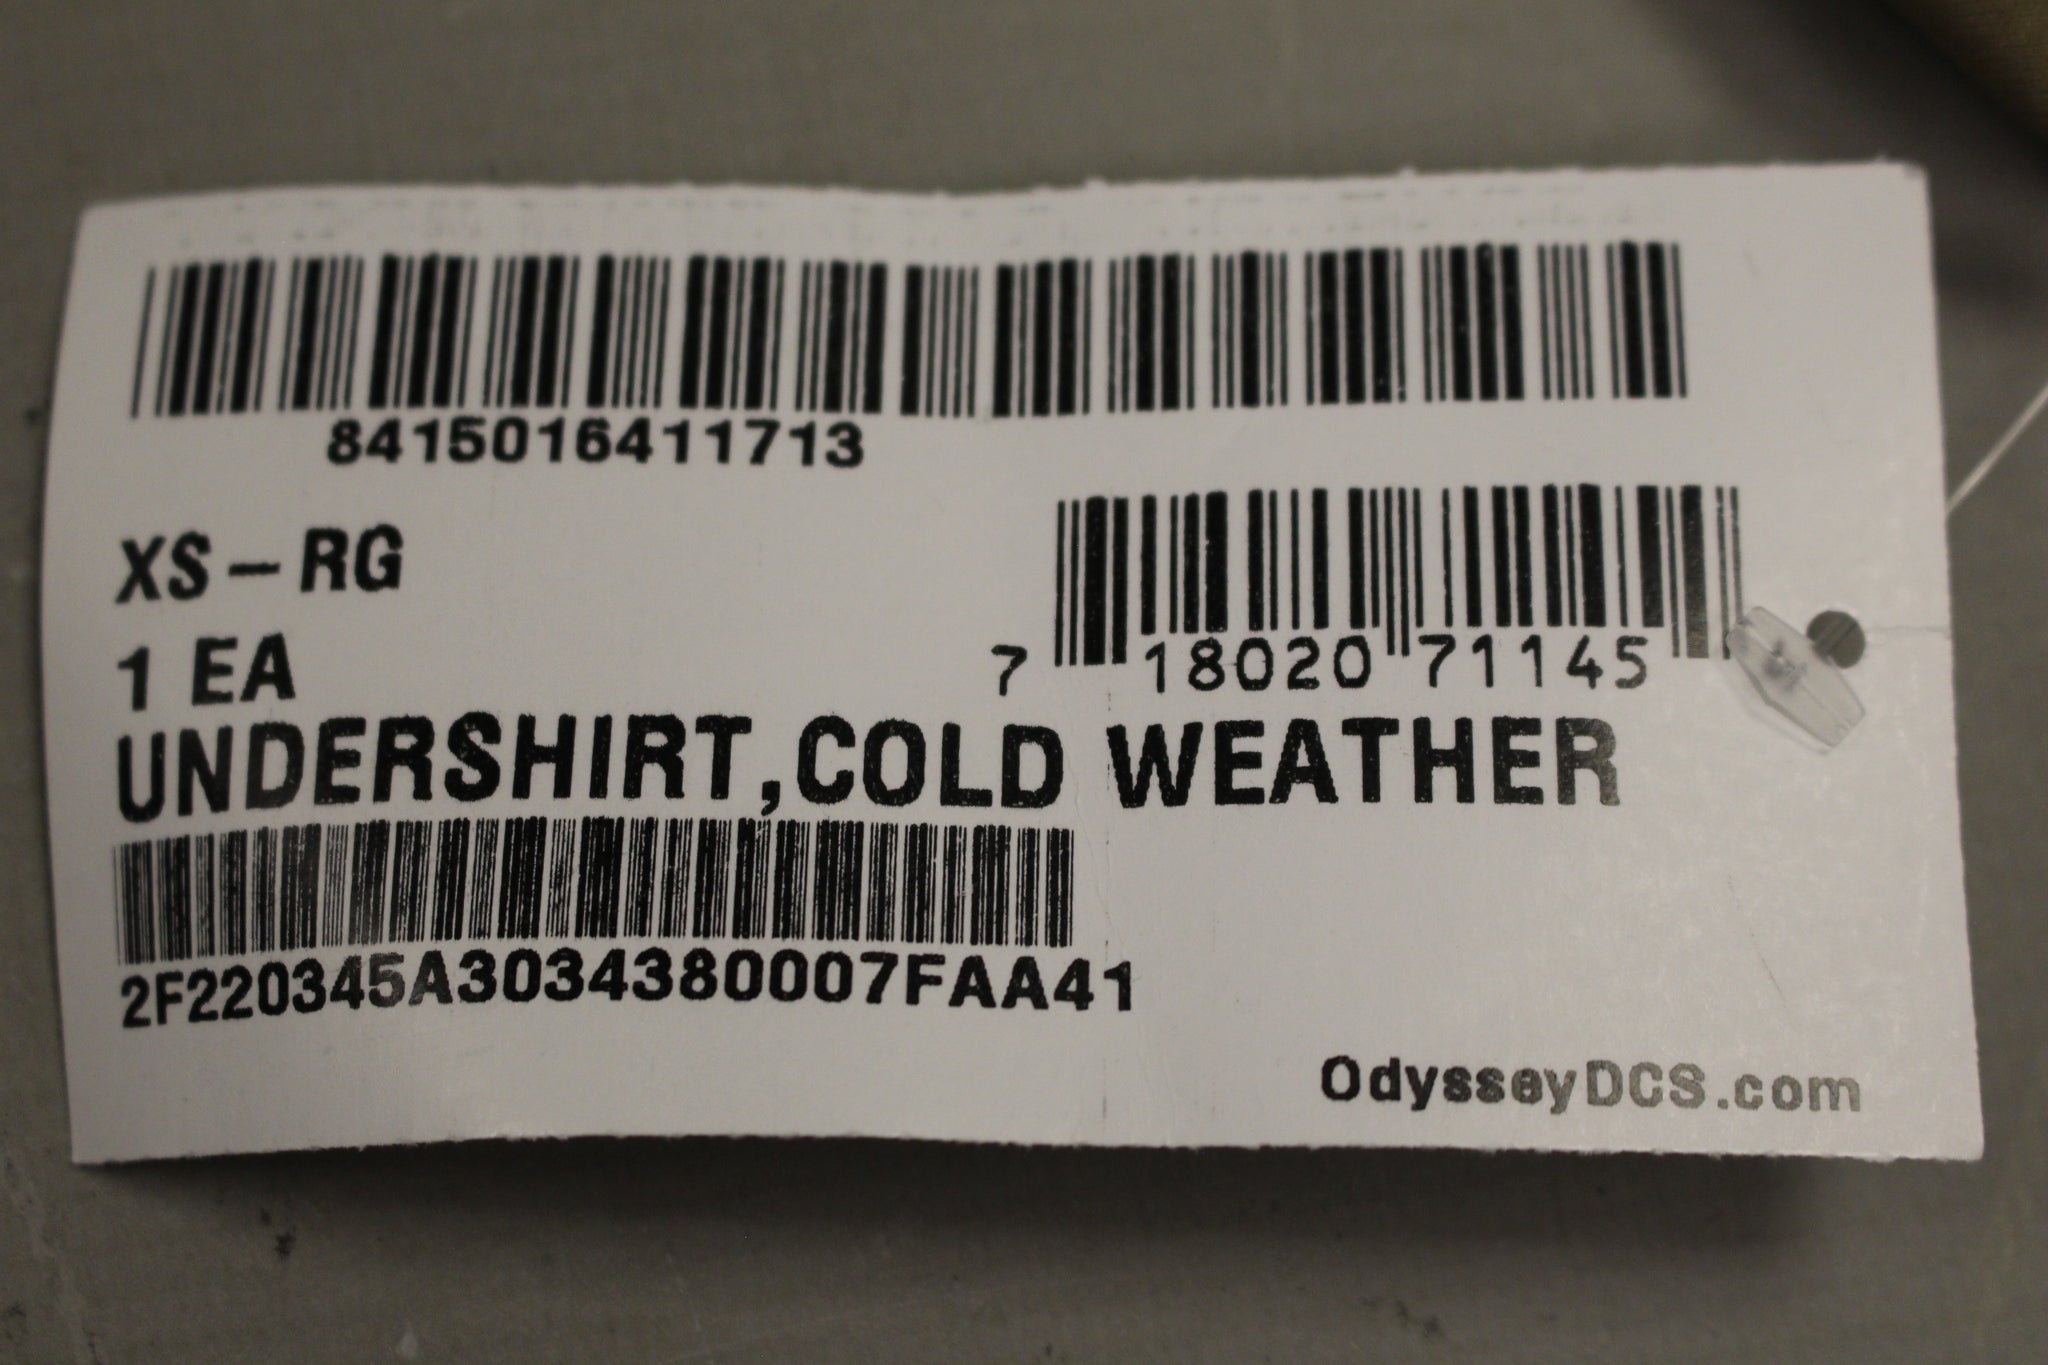 8415016411713
XS-RG
1 EA
7 18020 71145
UNDERSHIRT,COLD WEATHER
2F220345A3034380007FAA41
OdysseyDCS.com